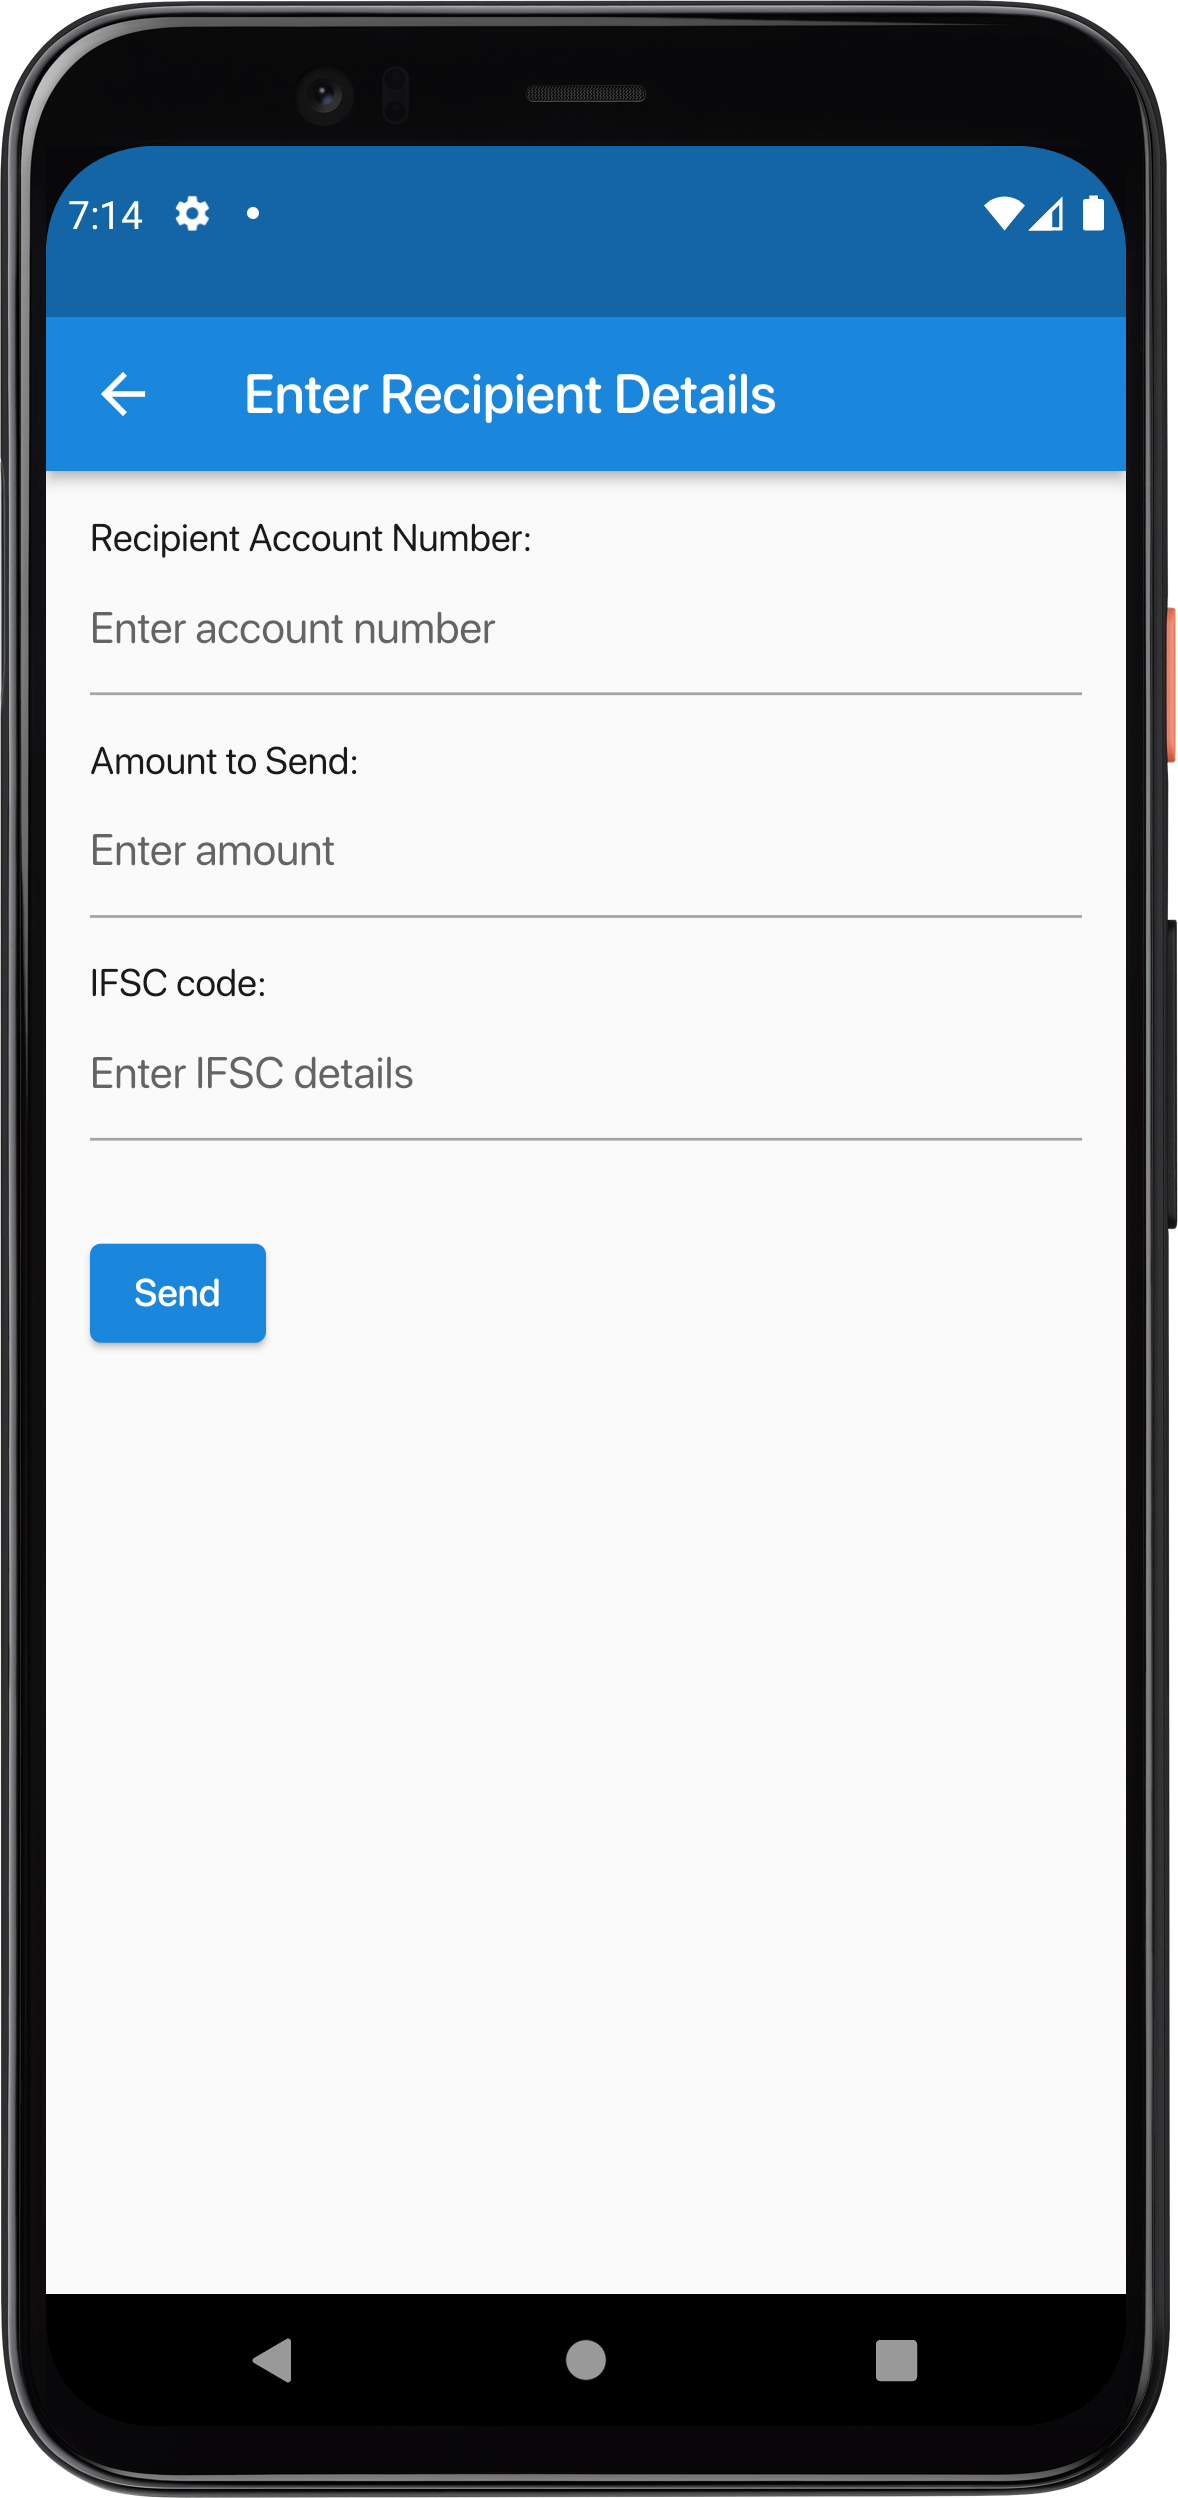 7:14
Enter Recipient Details
Recipient Account Number:
Enter account number
Amount to Send:
Enter amount
IFSC code:
Enter IFSC details
Send